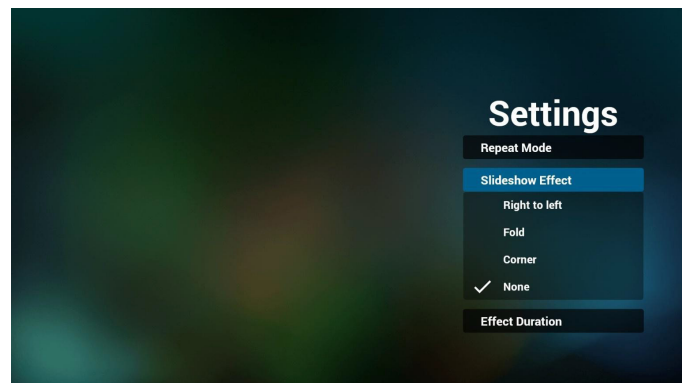 Settings
Repeat Mode
Slideshow Effect
Right to left
Fold
Corner
None
Effect Duration